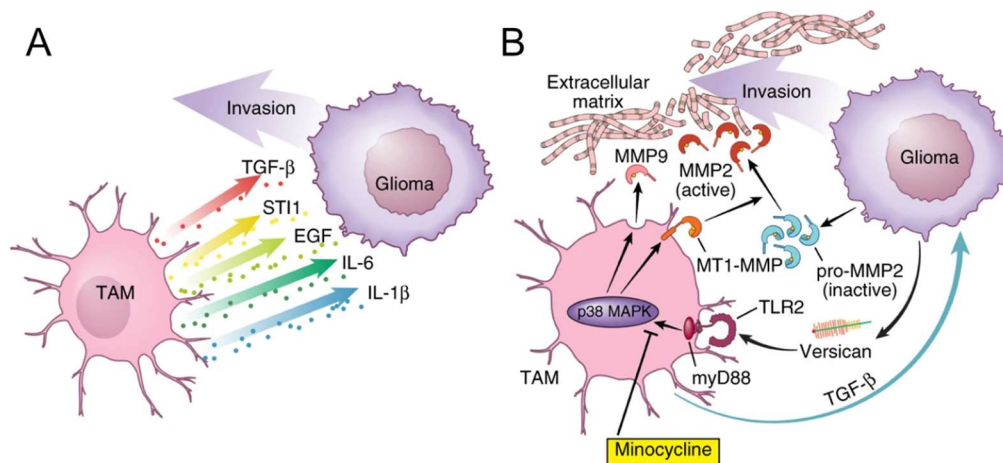 A
Invasion
TGF-β
STI1
EGF
IL-6
IL-1β
Glioma
TAM
B
Extracellular
matrix
Invasion
Glioma
MMP9
MMP2
(active)
MT1-MMP
pro-MMP2
(inactive)
p38 MAPK
TLR2
Versican
myD88
TAM
TGF-β
Minocycline